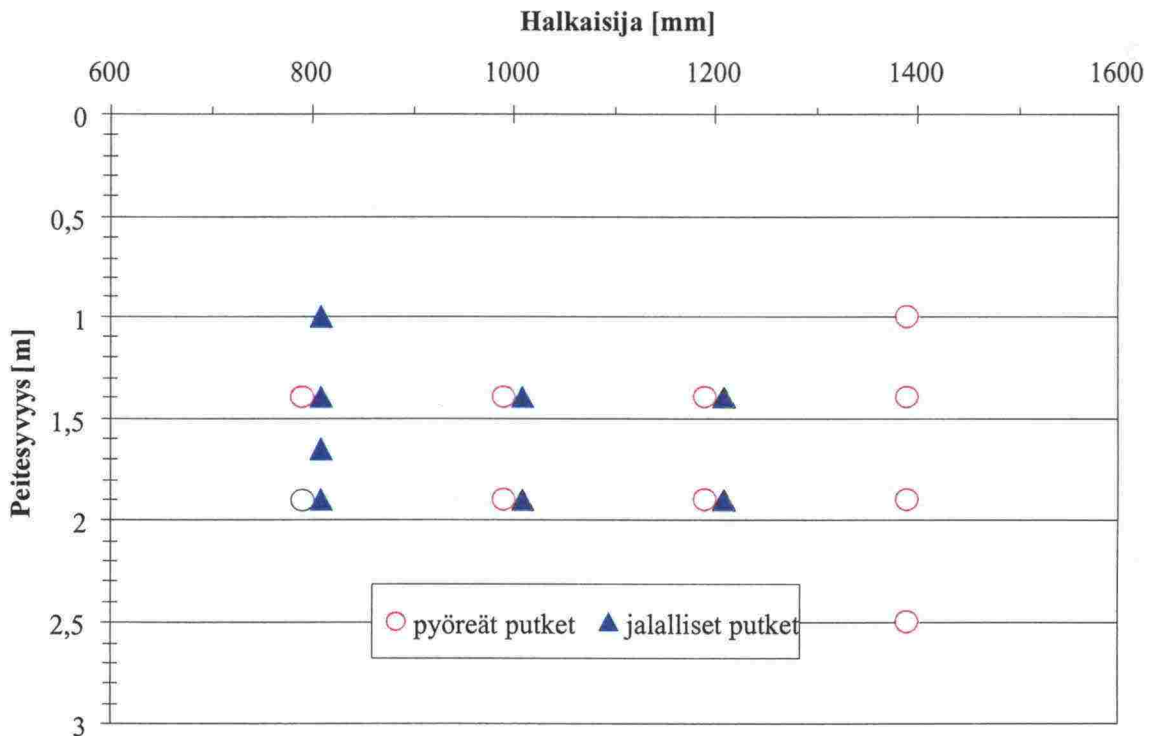 Halkaisija [mm]
600 800 1000 1200 1400 1600
0
0,5
1
1,5
2
2,5
3
Peitesyvyys [m]
pyöreät putket jalalliset putket